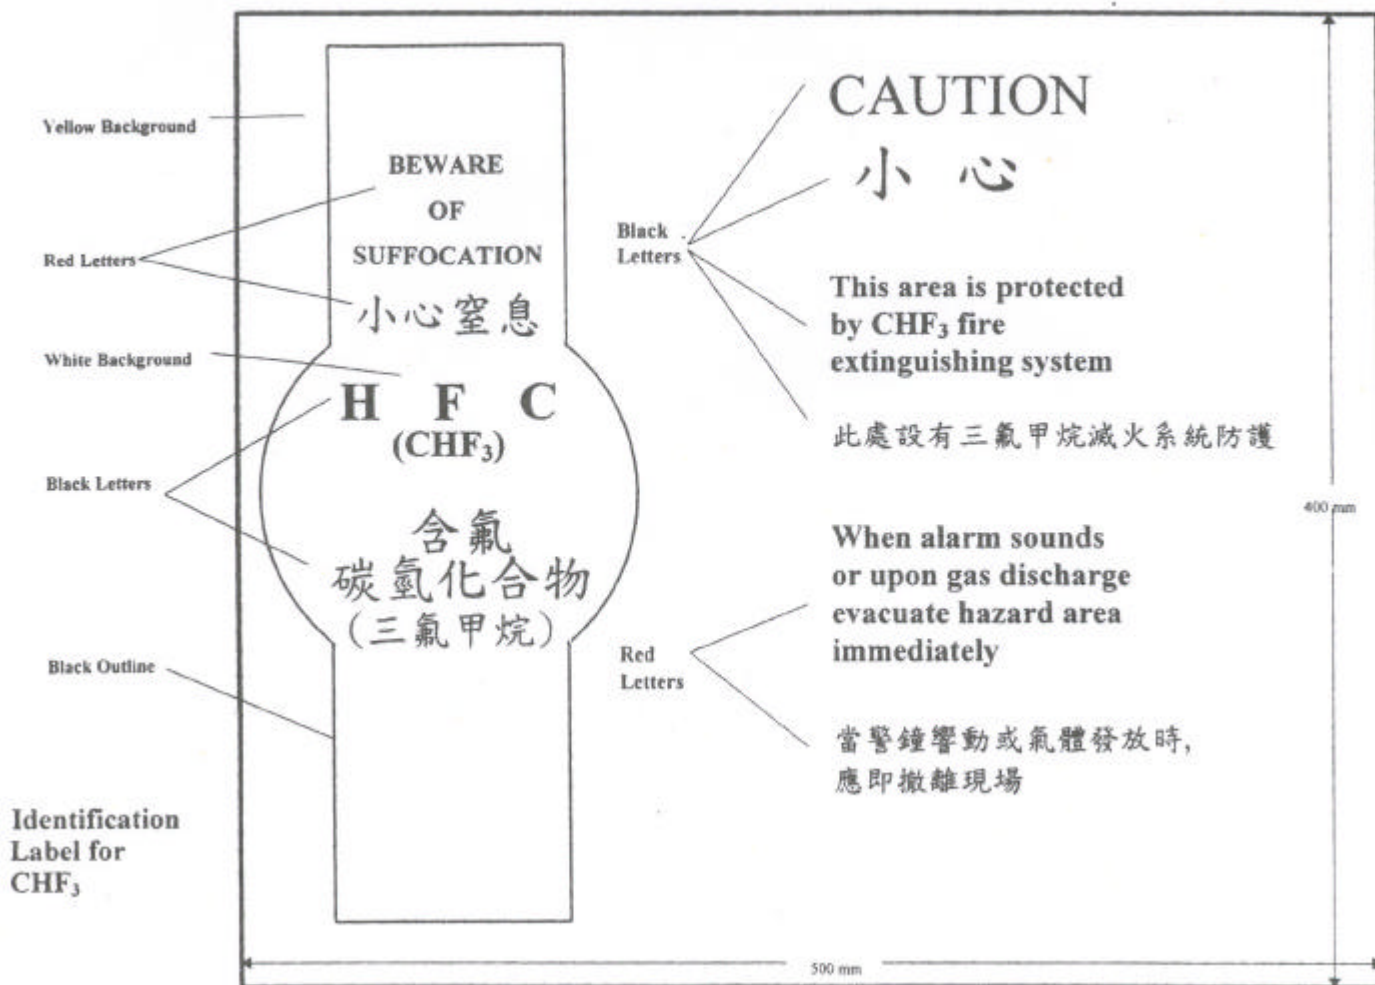 Yellow Background
BEWARE
OF
SUFFOCATION
小心窒息
Red Letters
White Background
H F C
(CHF₃)
Black Letters
含氟
碳氫化合物
(三氟甲烷)
Black Outline
Identification
Label for
CHF₃
CAUTION
小心
Black
Letters
This area is protected
by CHF₃ fire
extinguishing system
此處設有三氟甲烷滅火系統防護
When alarm sounds
or upon gas discharge
evacuate hazard area
immediately
Red
Letters
當警鐘響動或氣體發放時,
應即撤離現場
400 mm
500 mm